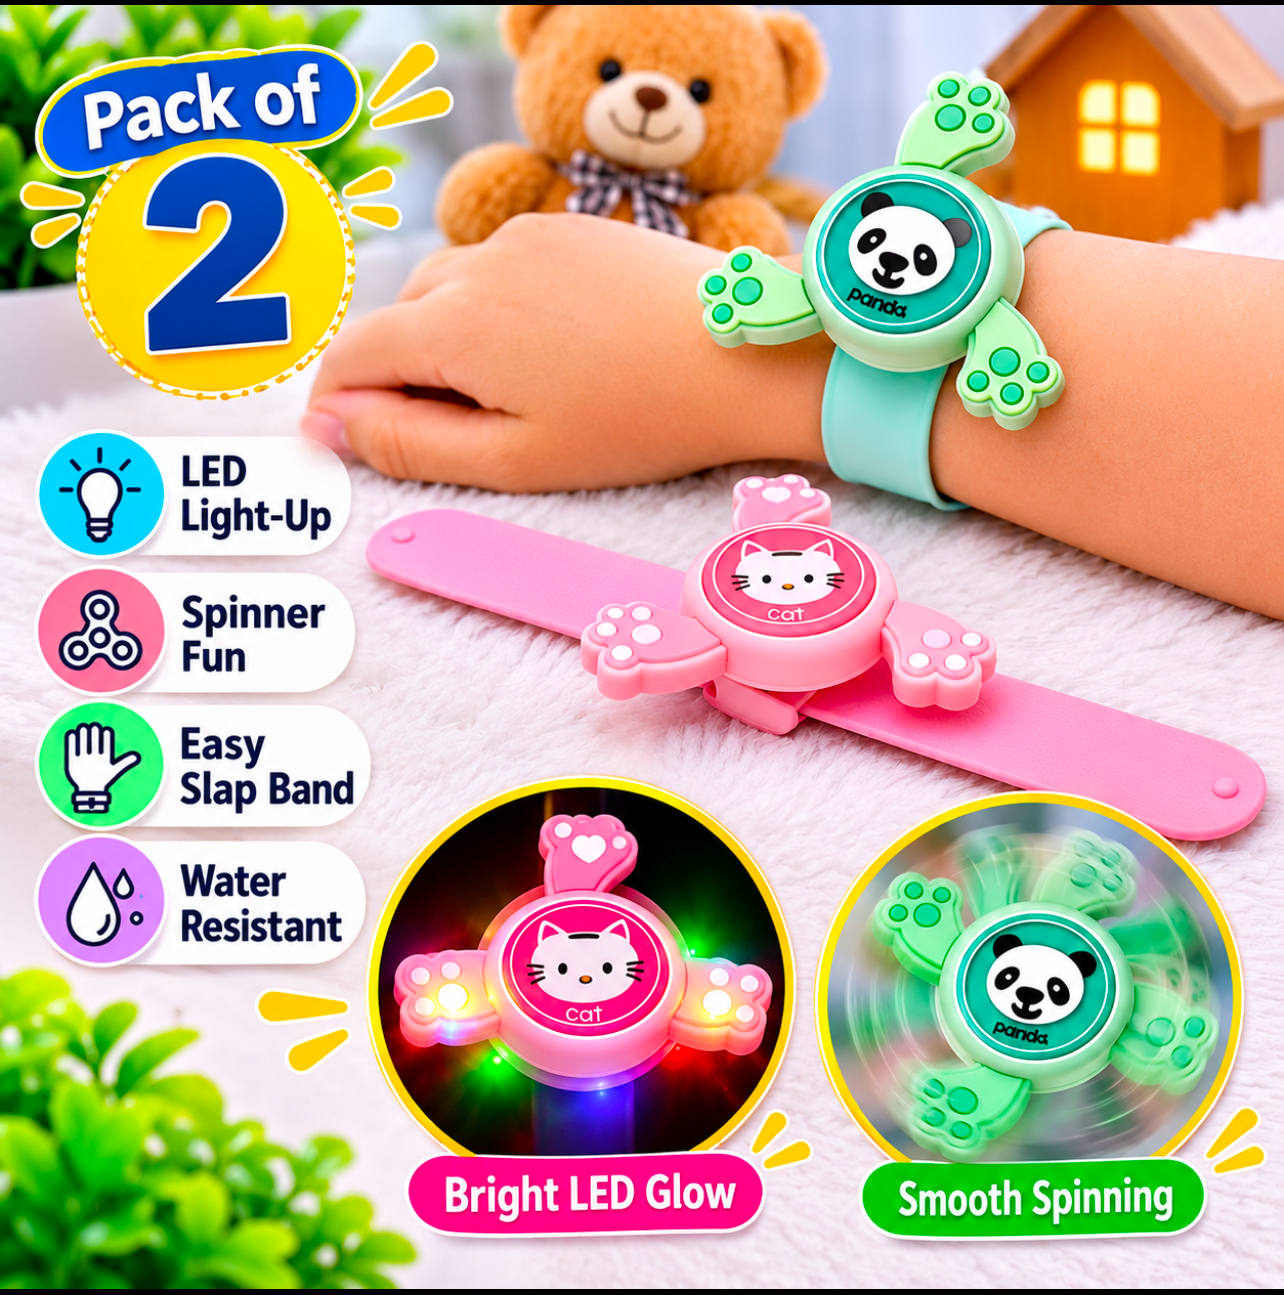 Pack of
2
LED
Light-Up
Spinner
Fun
Easy
Slap Band
Water
Resistant
panda
cat
cat
panda
Bright LED Glow
Smooth Spinning